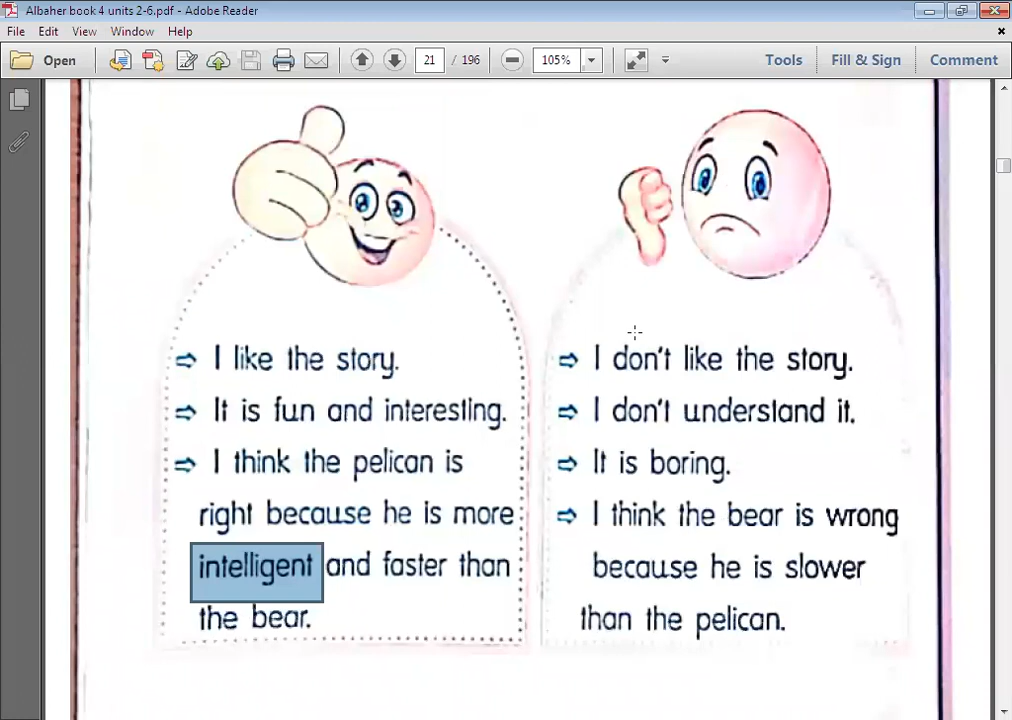 Albaher book 4 units 2-6.pdf - Adobe Reader
File Edit View Window Help
Open 21 / 196 105% Tools Fill & Sign Comment
⇨ I like the story.
⇨ It is fun and interesting.
⇨ I think the pelican is
right because he is more
intelligent and faster than
the bear.
⇨ I don't like the story.
⇨ I don't understand it.
⇨ It is boring.
⇨ I think the bear is wrong
because he is slower
than the pelican.